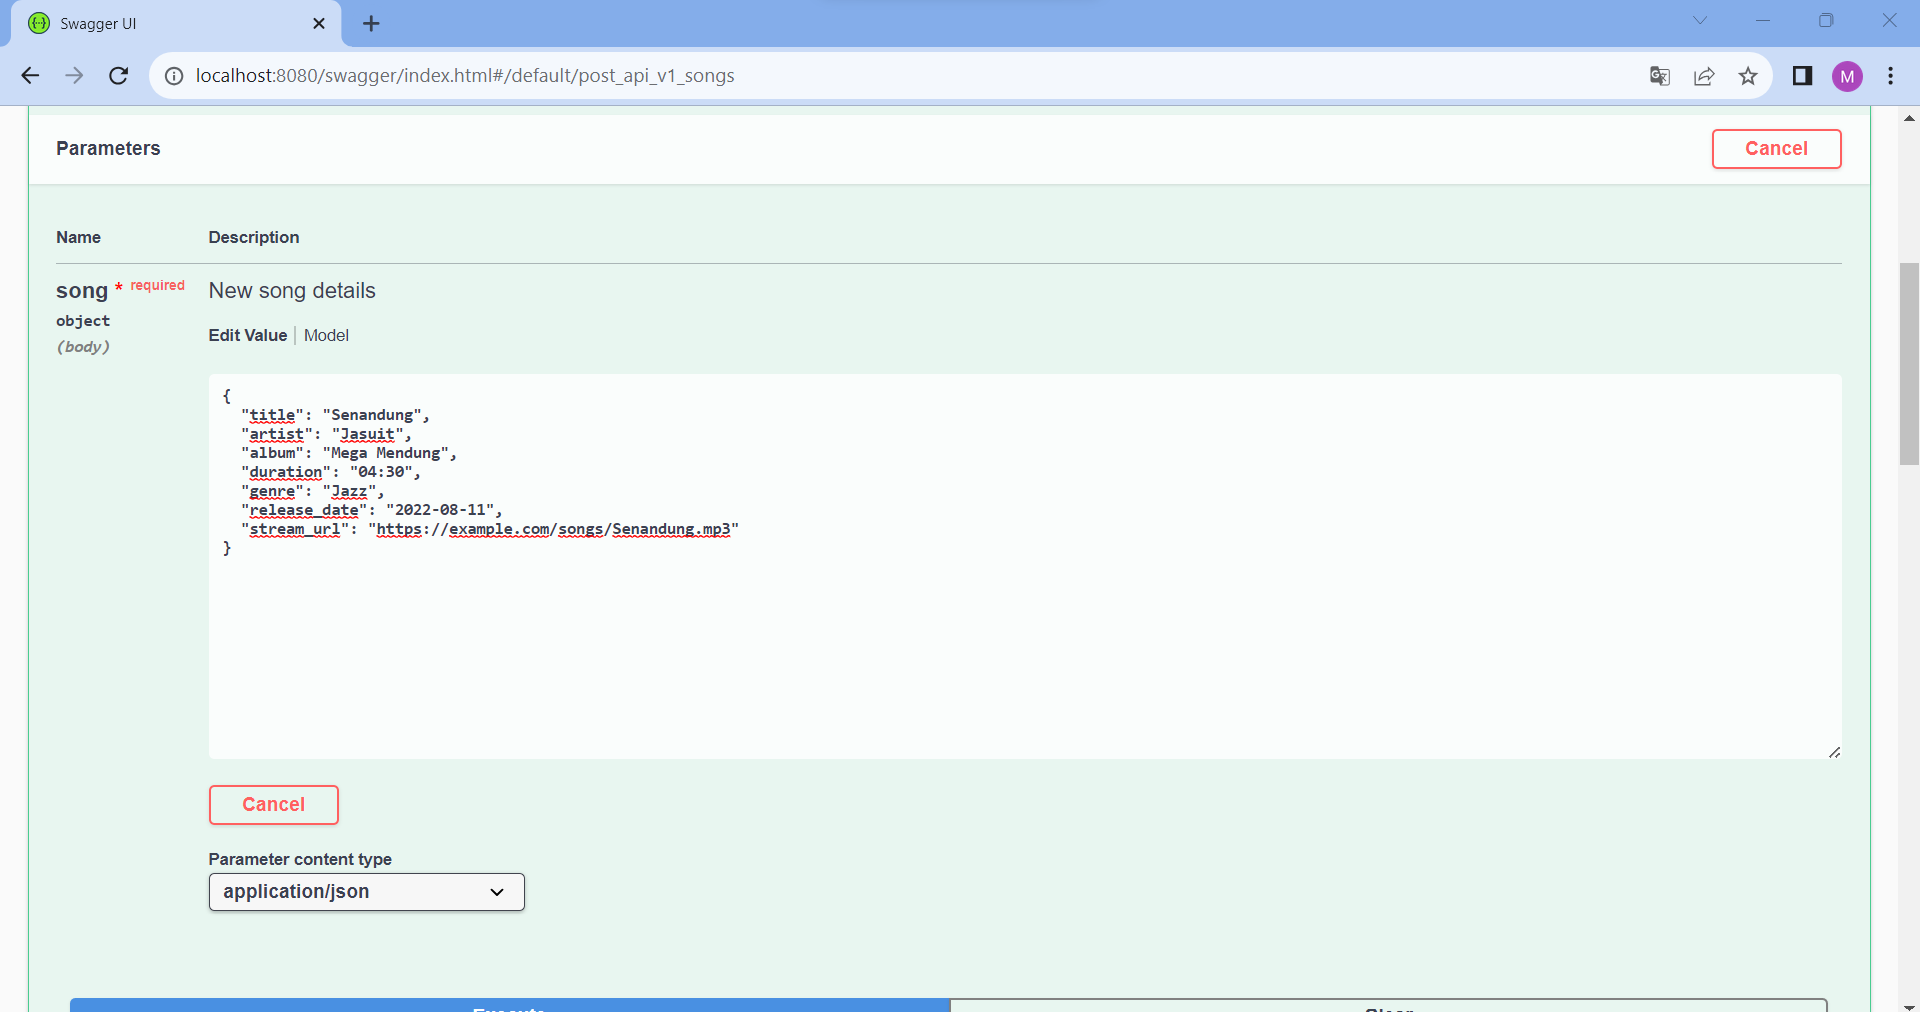 Swagger UI
localhost:8080/swagger/index.html#/default/post_api_v1_songs
M
Parameters
Cancel
Name Description
song * required New song details
object
(body)
Edit Value Model
{
"title": "Senandung",
"artist": "Jasuit",
"album": "Mega Mendung",
"duration": "04:30",
"genre": "Jazz",
"release_date": "2022-08-11",
"stream_url": "https://example.com/songs/Senandung.mp3"
}
Cancel
Parameter content type
application/json
Execute Clear